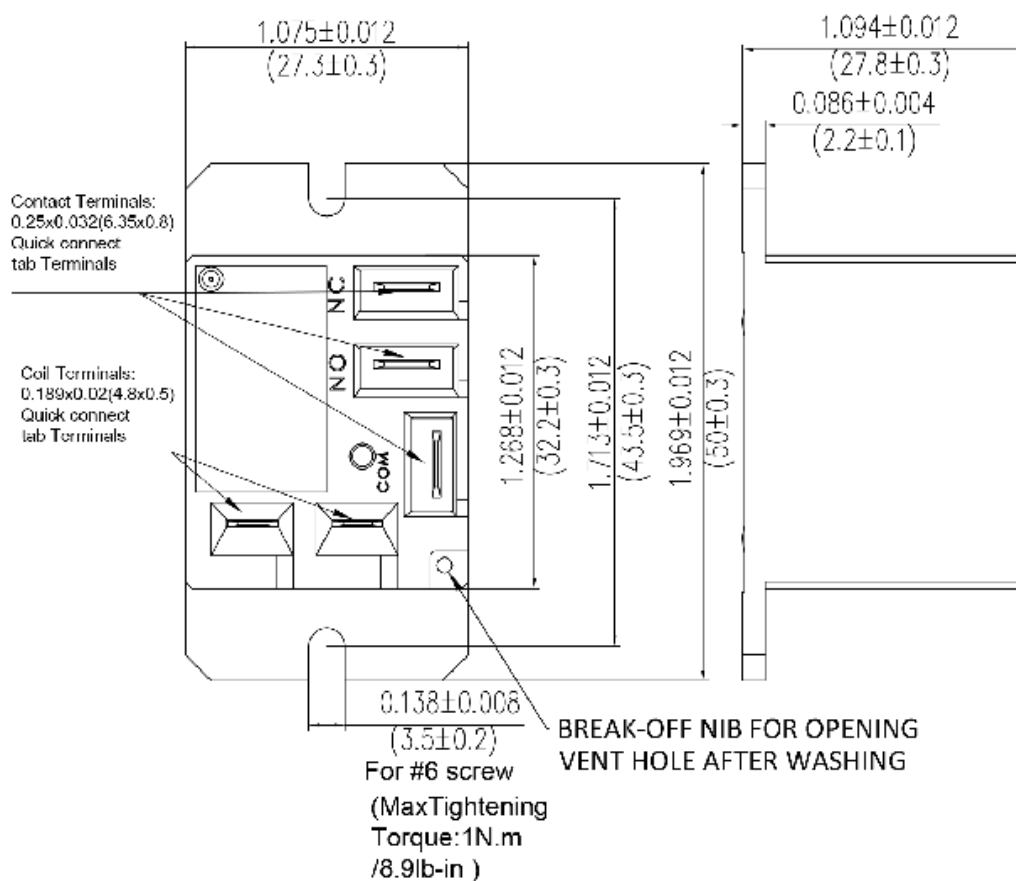 1.075±0.012
(27.3±0.3)
1.094±0.012
(27.8±0.3)
0.086±0.004
(2.2±0.1)
Contact Terminals:
0.25x0.032(6.35x0.8)
Quick connect
tab Terminals
NC
NO
Coil Terminals:
0.189x0.02(4.8x0.5)
Quick connect
tab Terminals
COM
1.268±0.012
(32.2±0.3)
1.713±0.012
(43.5±0.3)
1.969±0.012
(50±0.3)
0.138±0.008
(3.5±0.2)
For #6 screw
(MaxTightening
Torque:1N.m
/8.9lb-in )
BREAK-OFF NIB FOR OPENING
VENT HOLE AFTER WASHING